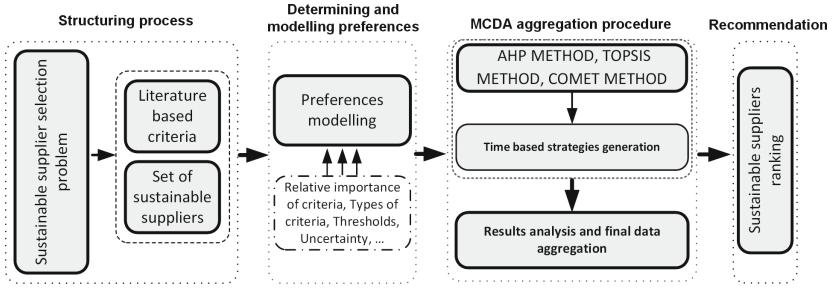 Structuring process
Sustainable supplier selection
problem
Literature
based
criteria
Set of
sustainable
suppliers
Determining and
modelling preferences
Preferences
modelling
Relative importance
of criteria, Types of
criteria, Thresholds,
Uncertainty, ...
MCDA aggregation procedure
AHP METHOD, TOPSIS
METHOD, COMET METHOD
Time based strategies generation
Results analysis and final data
aggregation
Recommendation
Sustainable suppliers
ranking